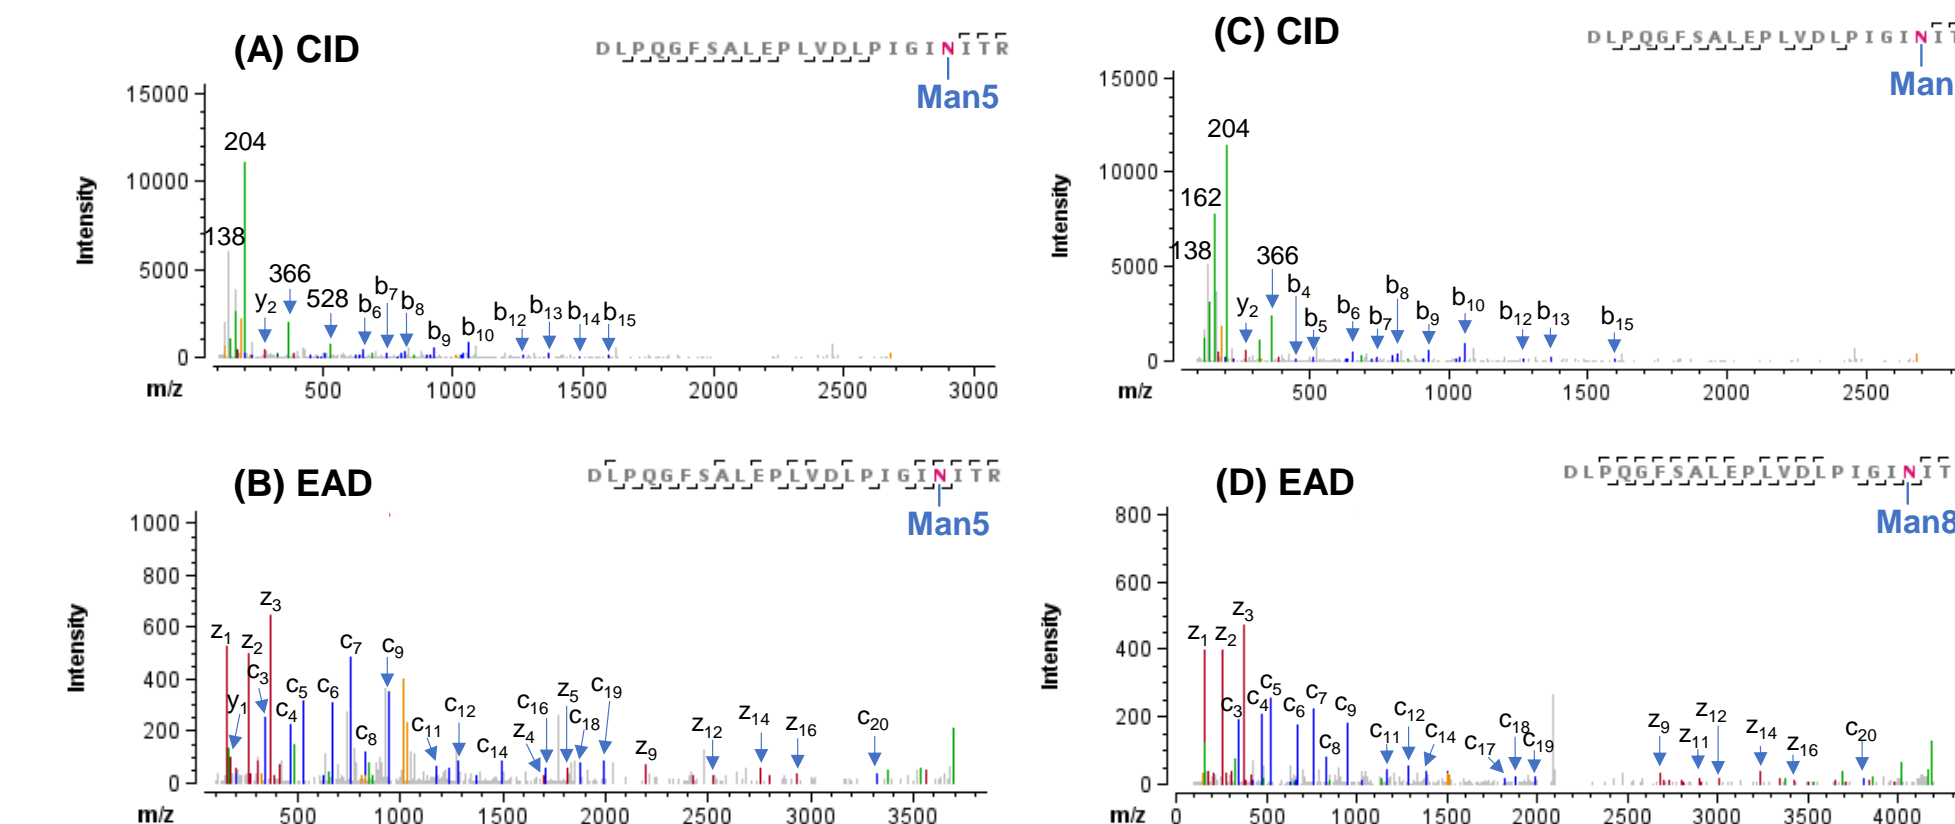 (A) CID
DLPQGFSALEPLVDLPIGINITR
Man5
15000
10000
5000
0
Intensity
204
138
366
528
y2
b6
b7
b8
b9
b10
b12
b13
b14
b15
m/z
500
1000
1500
2000
2500
3000
(C) CID
DLPQGFSALEPLVDLPIGINIT
Man
15000
10000
5000
0
Intensity
204
162
138
366
y2
b4
b5
b6
b7
b8
b9
b10
b12
b13
b15
m/z
500
1000
1500
2000
2500
(B) EAD
DLPQGFSALEPLVDLPIGINITR
Man5
1000
800
600
400
200
0
Intensity
z1
z2
z3
y1
c3
c4
c5
c6
c7
c8
c9
c11
c12
c14
c16
z4
z5
c18
c19
z9
z12
z14
z16
c20
m/z
500
1000
1500
2000
2500
3000
3500
(D) EAD
DLPQGFSALEPLVDLPIGINIT
Man8
800
600
400
200
0
Intensity
z1
z2
z3
c3
c4
c5
c6
c7
c8
c9
c11
c12
c14
c17
c18
c19
z9
z11
z12
z14
z16
c20
m/z
0
500
1000
1500
2000
2500
3000
3500
4000